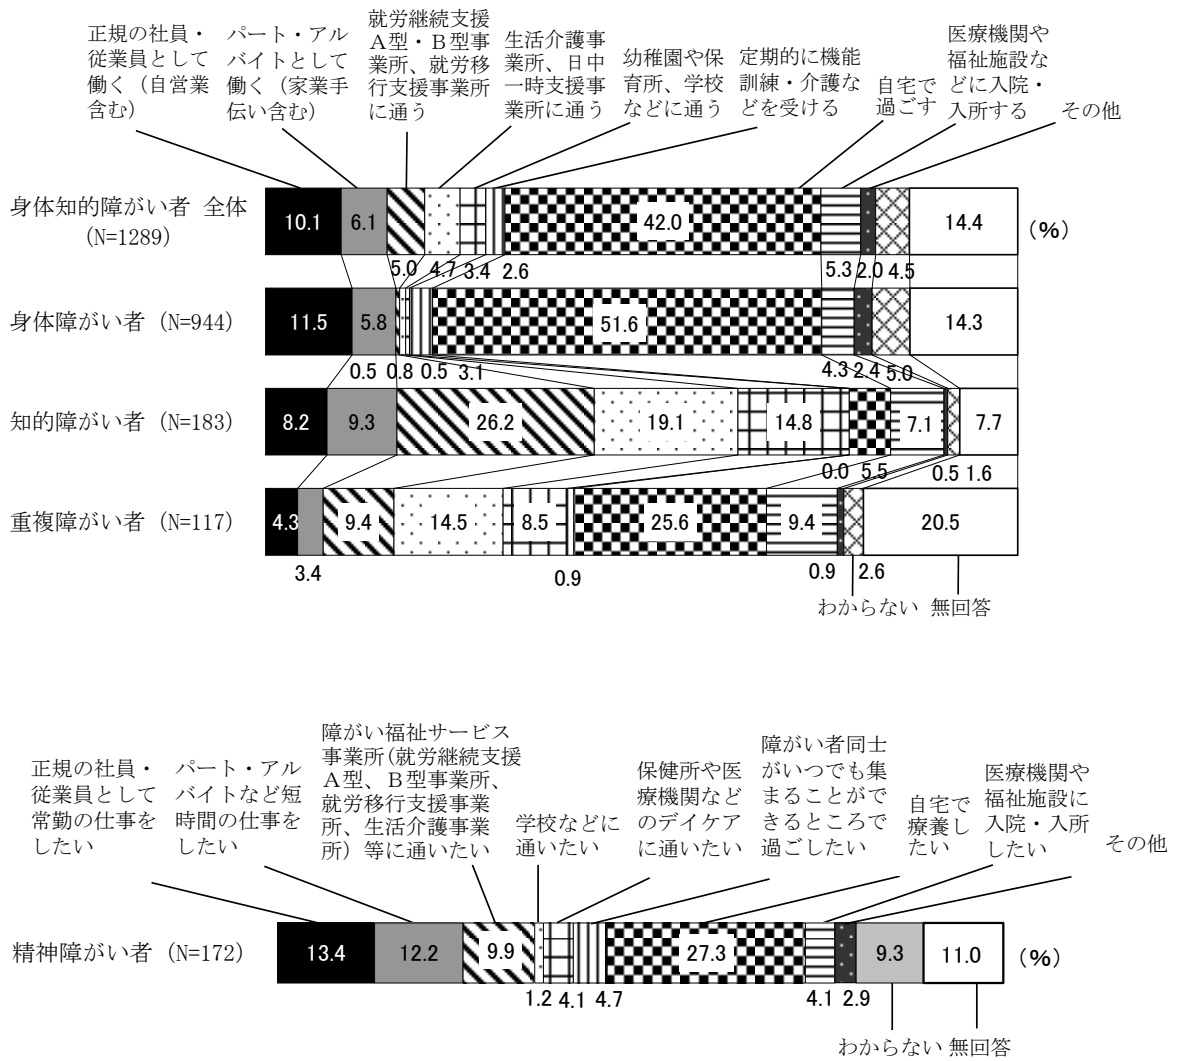 正規の社員・
従業員として
働く（自営業
含む）
パート・アル
バイトとして
働く（家業手
伝い含む）
就労継続支援
Ａ型・Ｂ型事
業所、就労移
行支援事業所
に通う
生活介護事
業所、日中
一時支援事
業所に通う
幼稚園や保
育所、学校
などに通う
定期的に機能
訓練・介護な
どを受ける
自宅で
過ごす
医療機関や
福祉施設な
どに入院・
入所する
その他
身体知的障がい者 全体
(N=1289)
10.1 6.1 42.0 14.4 (%)
5.0 4.7 3.4 2.6 5.3 2.0 4.5
身体障がい者 (N=944)
11.5 5.8 51.6 14.3
0.5 0.8 0.5 3.1 4.3 2.4 5.0
知的障がい者 (N=183)
8.2 9.3 26.2 19.1 14.8 7.1 7.7
0.0 5.5 0.5 1.6
重複障がい者 (N=117)
4.3 9.4 14.5 8.5 25.6 9.4 20.5
3.4 0.9 0.9 2.6
わからない 無回答
正規の社員・
従業員として
常勤の仕事を
したい
パート・アル
バイトなど短
時間の仕事を
したい
障がい福祉サービス
事業所(就労継続支援
Ａ型、Ｂ型事業所、
就労移行支援事業
所、生活介護事業
所）等に通いたい
学校などに
通いたい
保健所や医
療機関など
のデイケア
に通いたい
障がい者同士
がいつでも集
まることがで
きるところで
過ごしたい
自宅で
療養し
たい
医療機関や
福祉施設に
入院・入所
したい
その他
精神障がい者 (N=172)
13.4 12.2 9.9 27.3 9.3 11.0 (%)
1.2 4.1 4.7 4.1 2.9
わからない 無回答